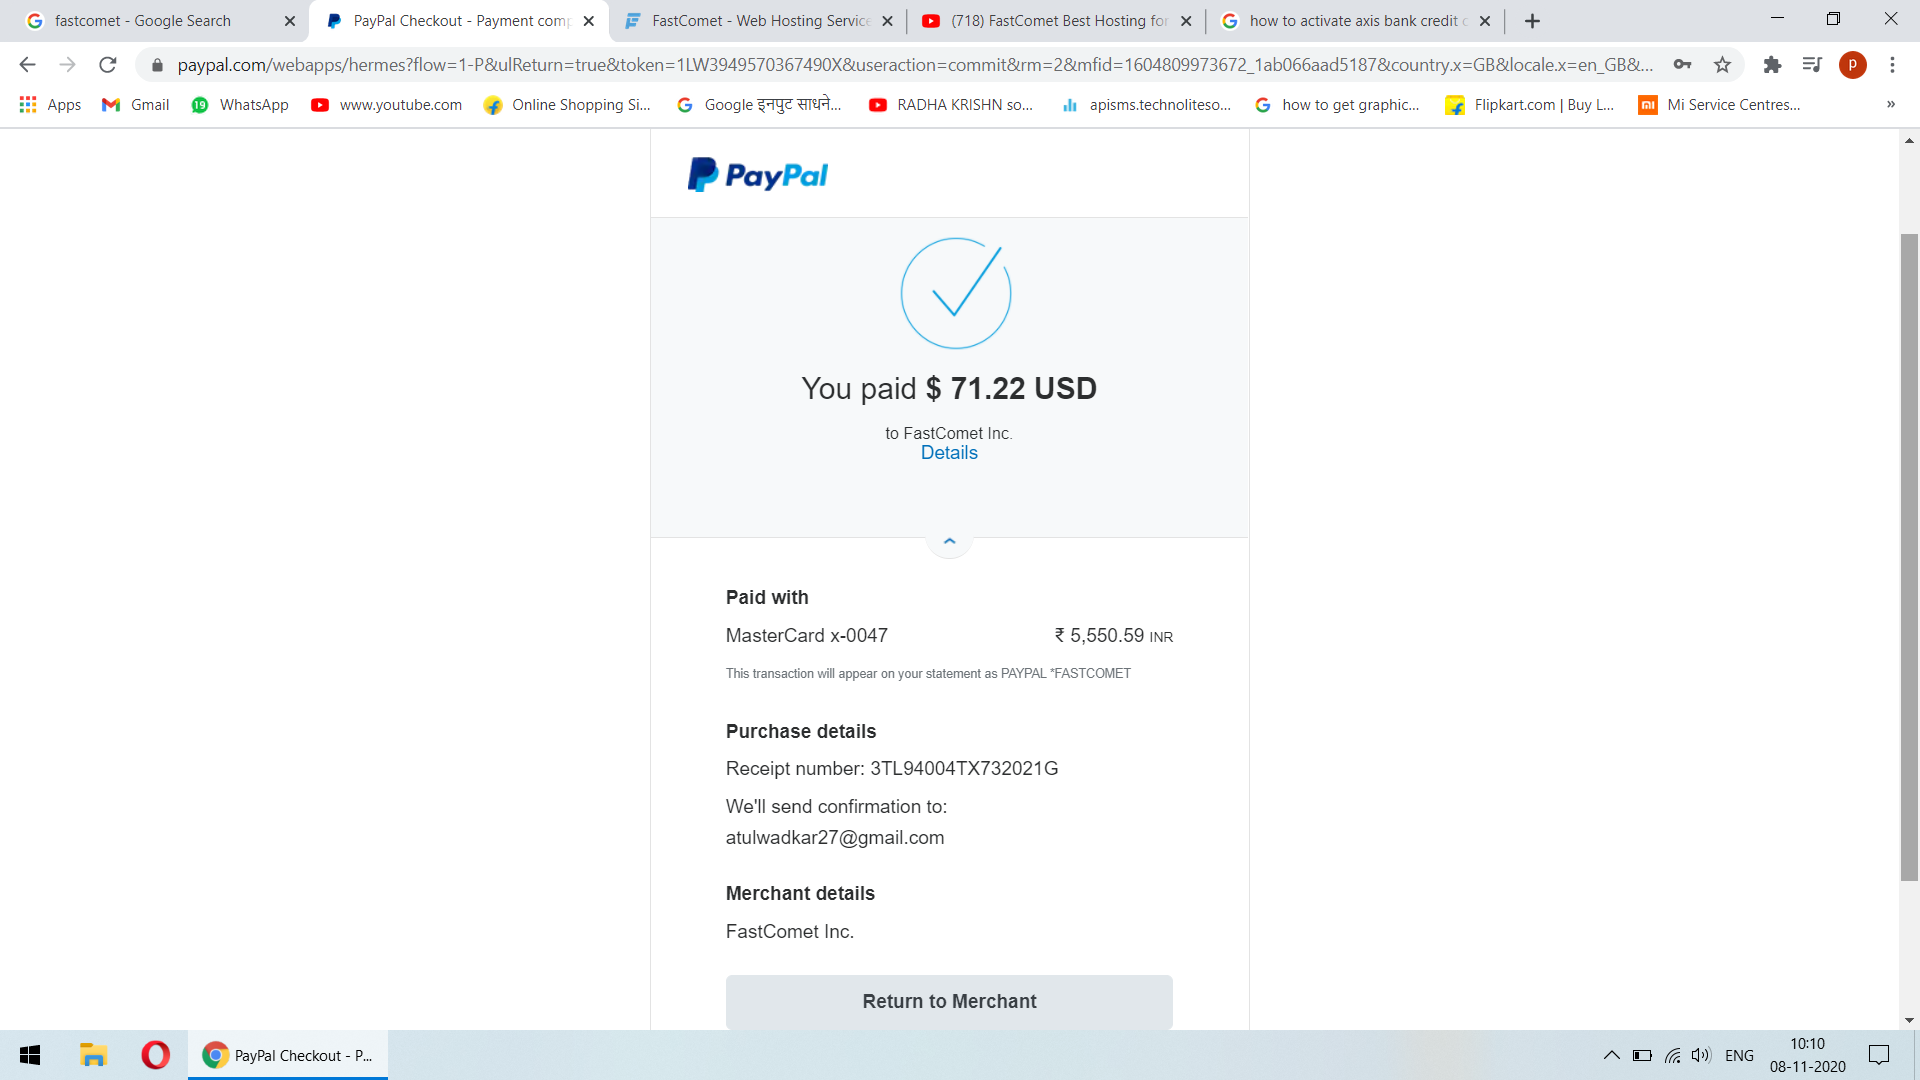 fastcomet - Google Search
PayPal Checkout - Payment comp
FastComet - Web Hosting Service
(718) FastComet Best Hosting for
how to activate axis bank credit c
paypal.com/webapps/hermes?flow=1-P&ulReturn=true&token=1LW3949570367490X&useraction=commit&rm=2&mfid=1604809973672_1ab066aad5187&country.x=GB&locale.x=en_GB&...
P
Apps
Gmail
19
WhatsApp
www.youtube.com
Online Shopping Si...
Google इनपुट साधने...
RADHA KRISHN so...
apisms.technoliteso...
how to get graphic...
Flipkart.com | Buy L...
mi
Mi Service Centres...
»
PayPal
You paid $ 71.22 USD
to FastComet Inc.
Details
Paid with
MasterCard x-0047
₹ 5,550.59 INR
This transaction will appear on your statement as PAYPAL *FASTCOMET
Purchase details
Receipt number: 3TL94004TX732021G
We'll send confirmation to:
atulwadkar27@gmail.com
Merchant details
FastComet Inc.
Return to Merchant
PayPal Checkout - P...
ENG
10:10
08-11-2020